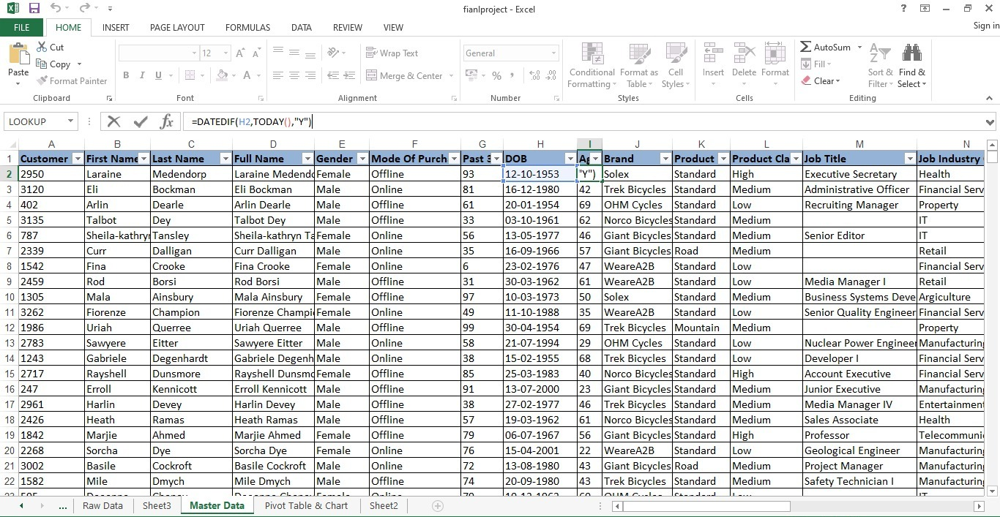 fianlproject - Excel
?
Sign in
FILE HOME INSERT PAGE LAYOUT FORMULAS DATA REVIEW VIEW
Paste Cut Copy Format Painter Clipboard
12 A A B I U A Font
Wrap Text Merge & Center Alignment
General % , Number
Conditional Formatting Format as Table Cell Styles Styles
Insert Delete Format Cells
AutoSum Fill Clear Sort & Filter Find & Select Editing
LOOKUP fx =DATEDIF(H2,TODAY(),"Y")
A B C D E F G H I J K L M N
1 Customer First Name Last Name Full Name Gender Mode Of Purch Past 3 DOB Ag Brand Product Product Cla Job Title Job Industry
2 2950 Laraine Medendorp Laraine Medendo Female Offline 93 12-10-1953 "Y") Solex Standard High Executive Secretary Health
3 3120 Eli Bockman Eli Bockman Male Online 81 16-12-1980 42 Trek Bicycles Standard Medium Administrative Officer Financial Serv
4 402 Arlin Dearle Arlin Dearle Male Offline 61 20-01-1954 69 OHM Cycles Standard Low Recruiting Manager Property
5 3135 Talbot Dey Talbot Dey Male Offline 33 03-10-1961 62 Norco Bicycles Standard Medium IT
6 787 Sheila-kathryn Tansley Sheila-kathryn Ta Female Online 56 13-05-1977 46 Giant Bicycles Standard Medium Senior Editor IT
7 2339 Curr Dalligan Curr Dalligan Male Online 35 16-09-1966 57 Giant Bicycles Road Medium Retail
8 1542 Fina Crooke Fina Crooke Female Online 6 23-02-1976 47 WeareA2B Standard Low Financial Serv
9 2459 Rod Borsi Rod Borsi Male Offline 31 30-03-1962 61 WeareA2B Standard Low Media Manager I Retail
10 1305 Mala Ainsbury Mala Ainsbury Female Offline 97 10-03-1973 50 Solex Standard Medium Business Systems Deve Argiculture
11 3262 Fiorenze Champion Fiorenze Champi Female Online 49 11-10-1988 35 WeareA2B Standard Low Senior Quality Engineer Financial Serv
12 1986 Uriah Querree Uriah Querree Male Offline 99 30-04-1954 69 Trek Bicycles Mountain Medium Property
13 2783 Sawyere Eitter Sawyere Eitter Male Online 58 21-07-1994 29 OHM Cycles Standard Low Nuclear Power Engineer Manufacturing
14 1243 Gabriele Degenhardt Gabriele Degenh Male Online 38 15-02-1955 68 Trek Bicycles Standard Low Developer I Financial Serv
15 2717 Rayshell Dunsmore Rayshell Dunsmo Female Online 85 25-03-1983 40 Norco Bicycles Standard High Account Executive Financial Serv
16 247 Erroll Kennicott Erroll Kennicott Male Online 91 13-07-2000 23 Giant Bicycles Standard Medium Junior Executive Manufacturing
17 2961 Harlin Devey Harlin Devey Male Offline 38 27-02-1977 46 Trek Bicycles Standard Medium Media Manager IV Entertainment
18 2426 Heath Ramas Heath Ramas Male Offline 57 19-03-1962 61 Norco Bicycles Standard Medium Sales Associate Health
19 1842 Marjie Ahmed Marjie Ahmed Female Offline 79 06-07-1967 56 Giant Bicycles Standard High Professor Telecommuni
20 2268 Sorcha Dye Sorcha Dye Female Online 76 15-04-2001 22 WeareA2B Standard Low Geological Engineer Manufacturing
21 3002 Basile Cockroft Basile Cockroft Male Online 72 13-08-1980 43 Giant Bicycles Road Medium Project Manager Manufacturing
22 1582 Mile Dmych Mile Dmych Male Offline 74 20-09-1980 43 Trek Bicycles Standard Medium Safety Technician I Manufacturing
... Raw Data Sheet3 Master Data Pivot Table & Chart Sheet2